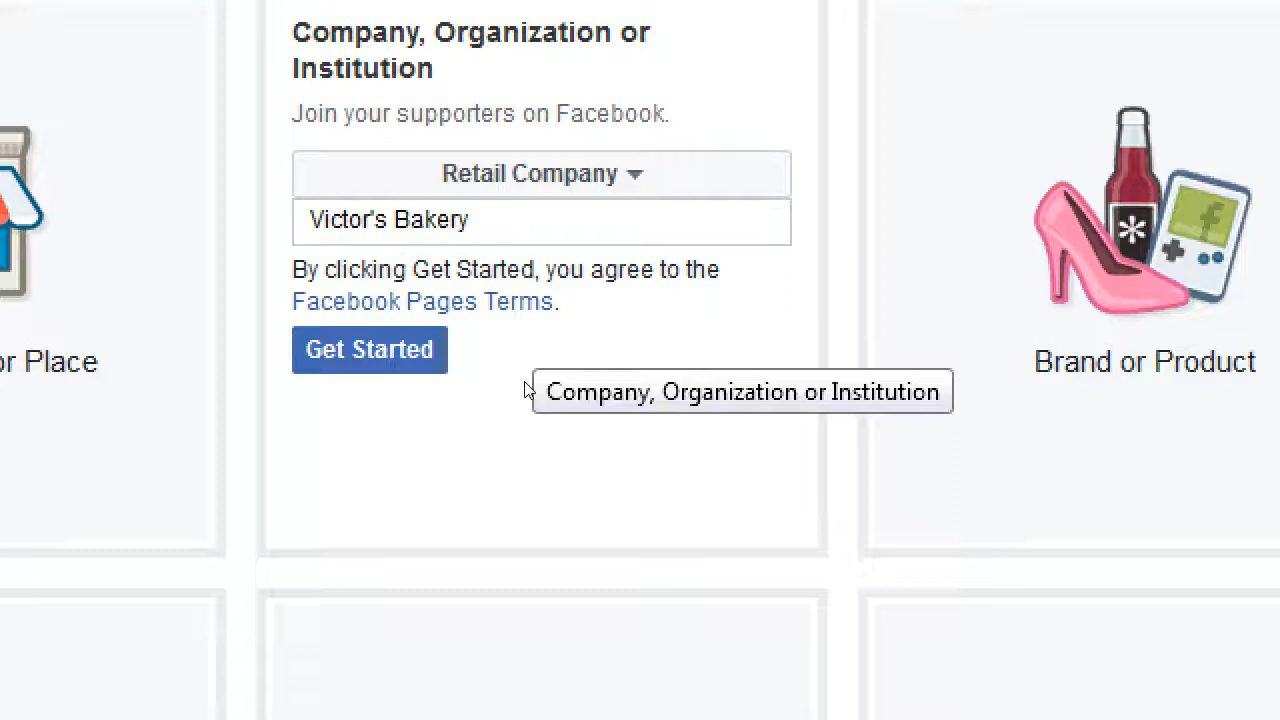 Company, Organization or
Institution
Join your supporters on Facebook.
Retail Company
Victor's Bakery
By clicking Get Started, you agree to the
Facebook Pages Terms.
Get Started
Company, Organization or Institution
or Place
Brand or Product